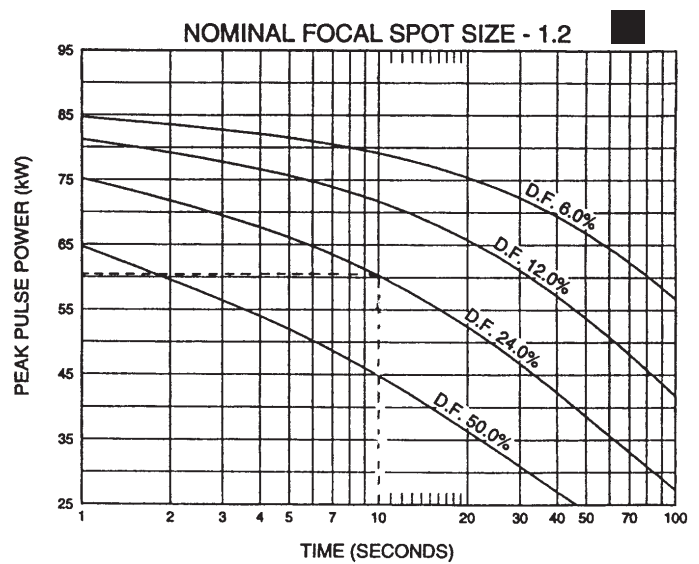 NOMINAL FOCAL SPOT SIZE - 1.2
95
85
75
65
55
45
35
25
PEAK PULSE POWER (kW)
D.F. 6.0%
D.F. 12.0%
D.F. 24.0%
D.F. 50.0%
1 2 3 4 5 7 10 20 30 40 50 70 100
TIME (SECONDS)